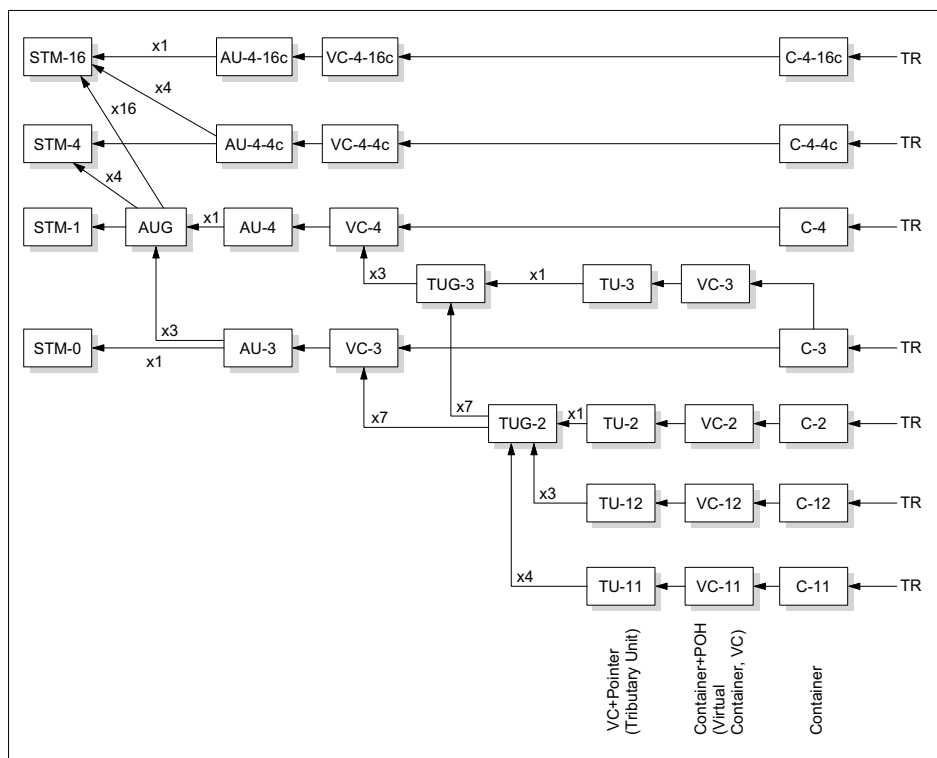 STM-16
x1
AU-4-16c
VC-4-16c
C-4-16c
TR
x4
x16
STM-4
AU-4-4c
VC-4-4c
C-4-4c
TR
x4
STM-1
AUG
x1
AU-4
VC-4
C-4
TR
x3
TUG-3
x1
TU-3
VC-3
x3
STM-0
x1
AU-3
VC-3
C-3
TR
x7
x7
TUG-2
x1
TU-2
VC-2
C-2
TR
x3
TU-12
VC-12
C-12
TR
x4
TU-11
VC-11
C-11
TR
VC+Pointer
(Tributary Unit)
Container+POH
(Virtual
Container, VC)
Container